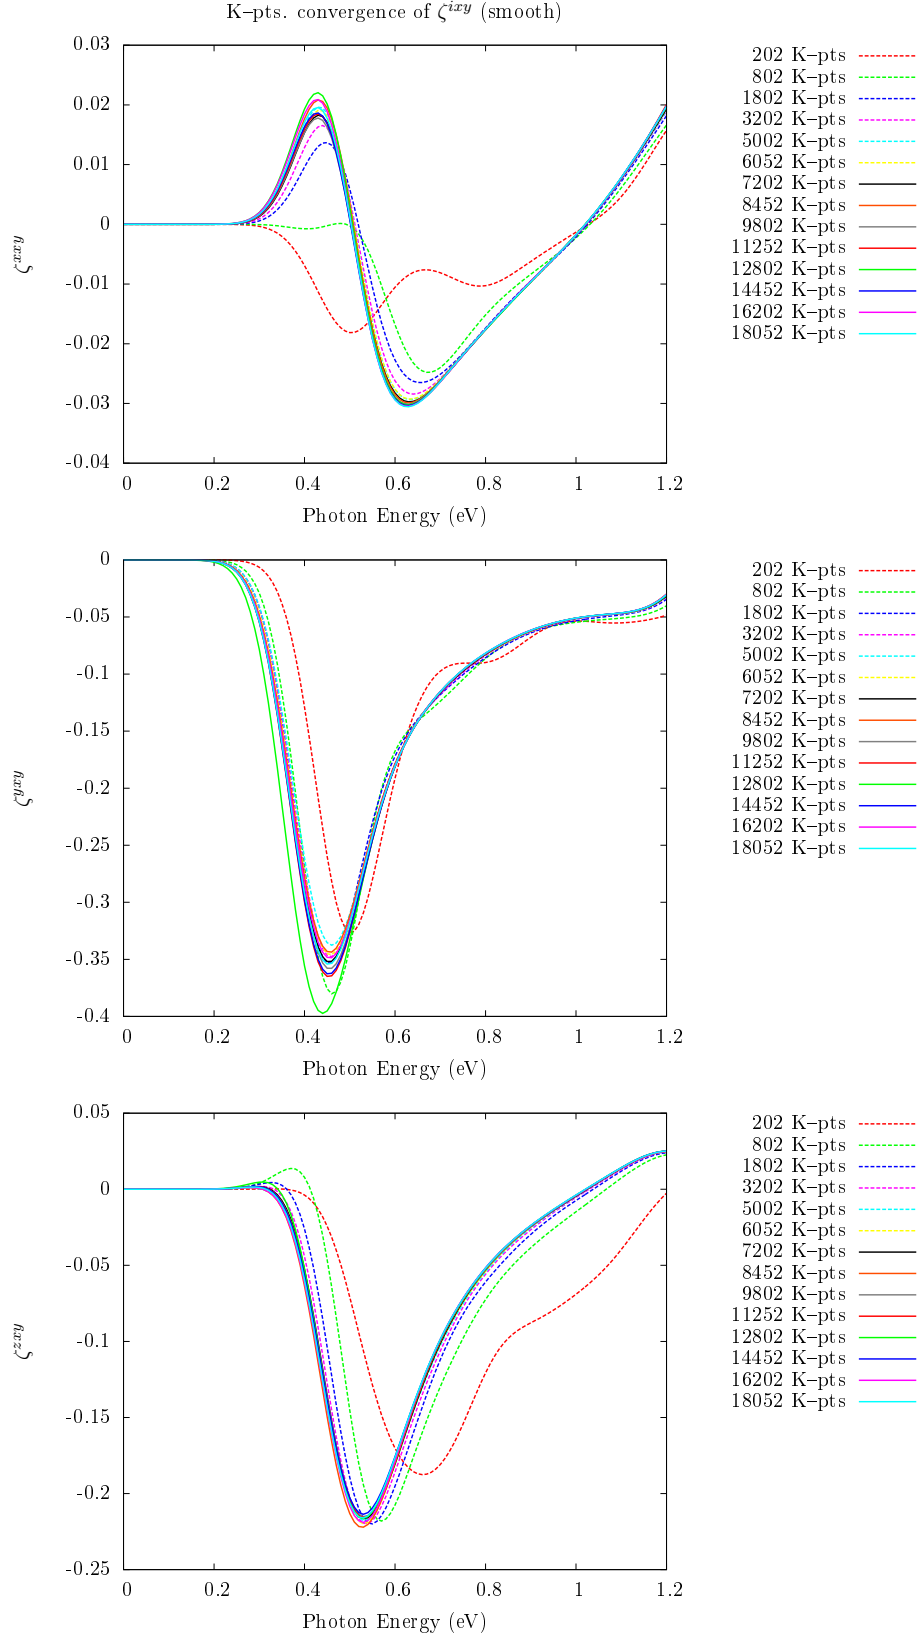 K–pts. convergence of ζ^{ixy} (smooth)
0.03
0.02
0.01
0
-0.01
-0.02
-0.03
-0.04
ζ^{xxy}
0 0.2 0.4 0.6 0.8 1 1.2
Photon Energy (eV)
202 K–pts
802 K–pts
1802 K–pts
3202 K–pts
5002 K–pts
6052 K–pts
7202 K–pts
8452 K–pts
9802 K–pts
11252 K–pts
12802 K–pts
14452 K–pts
16202 K–pts
18052 K–pts
0
-0.05
-0.1
-0.15
-0.2
-0.25
-0.3
-0.35
-0.4
ζ^{yxy}
0 0.2 0.4 0.6 0.8 1 1.2
Photon Energy (eV)
202 K–pts
802 K–pts
1802 K–pts
3202 K–pts
5002 K–pts
6052 K–pts
7202 K–pts
8452 K–pts
9802 K–pts
11252 K–pts
12802 K–pts
14452 K–pts
16202 K–pts
18052 K–pts
0.05
0
-0.05
-0.1
-0.15
-0.2
-0.25
ζ^{zxy}
0 0.2 0.4 0.6 0.8 1 1.2
Photon Energy (eV)
202 K–pts
802 K–pts
1802 K–pts
3202 K–pts
5002 K–pts
6052 K–pts
7202 K–pts
8452 K–pts
9802 K–pts
11252 K–pts
12802 K–pts
14452 K–pts
16202 K–pts
18052 K–pts